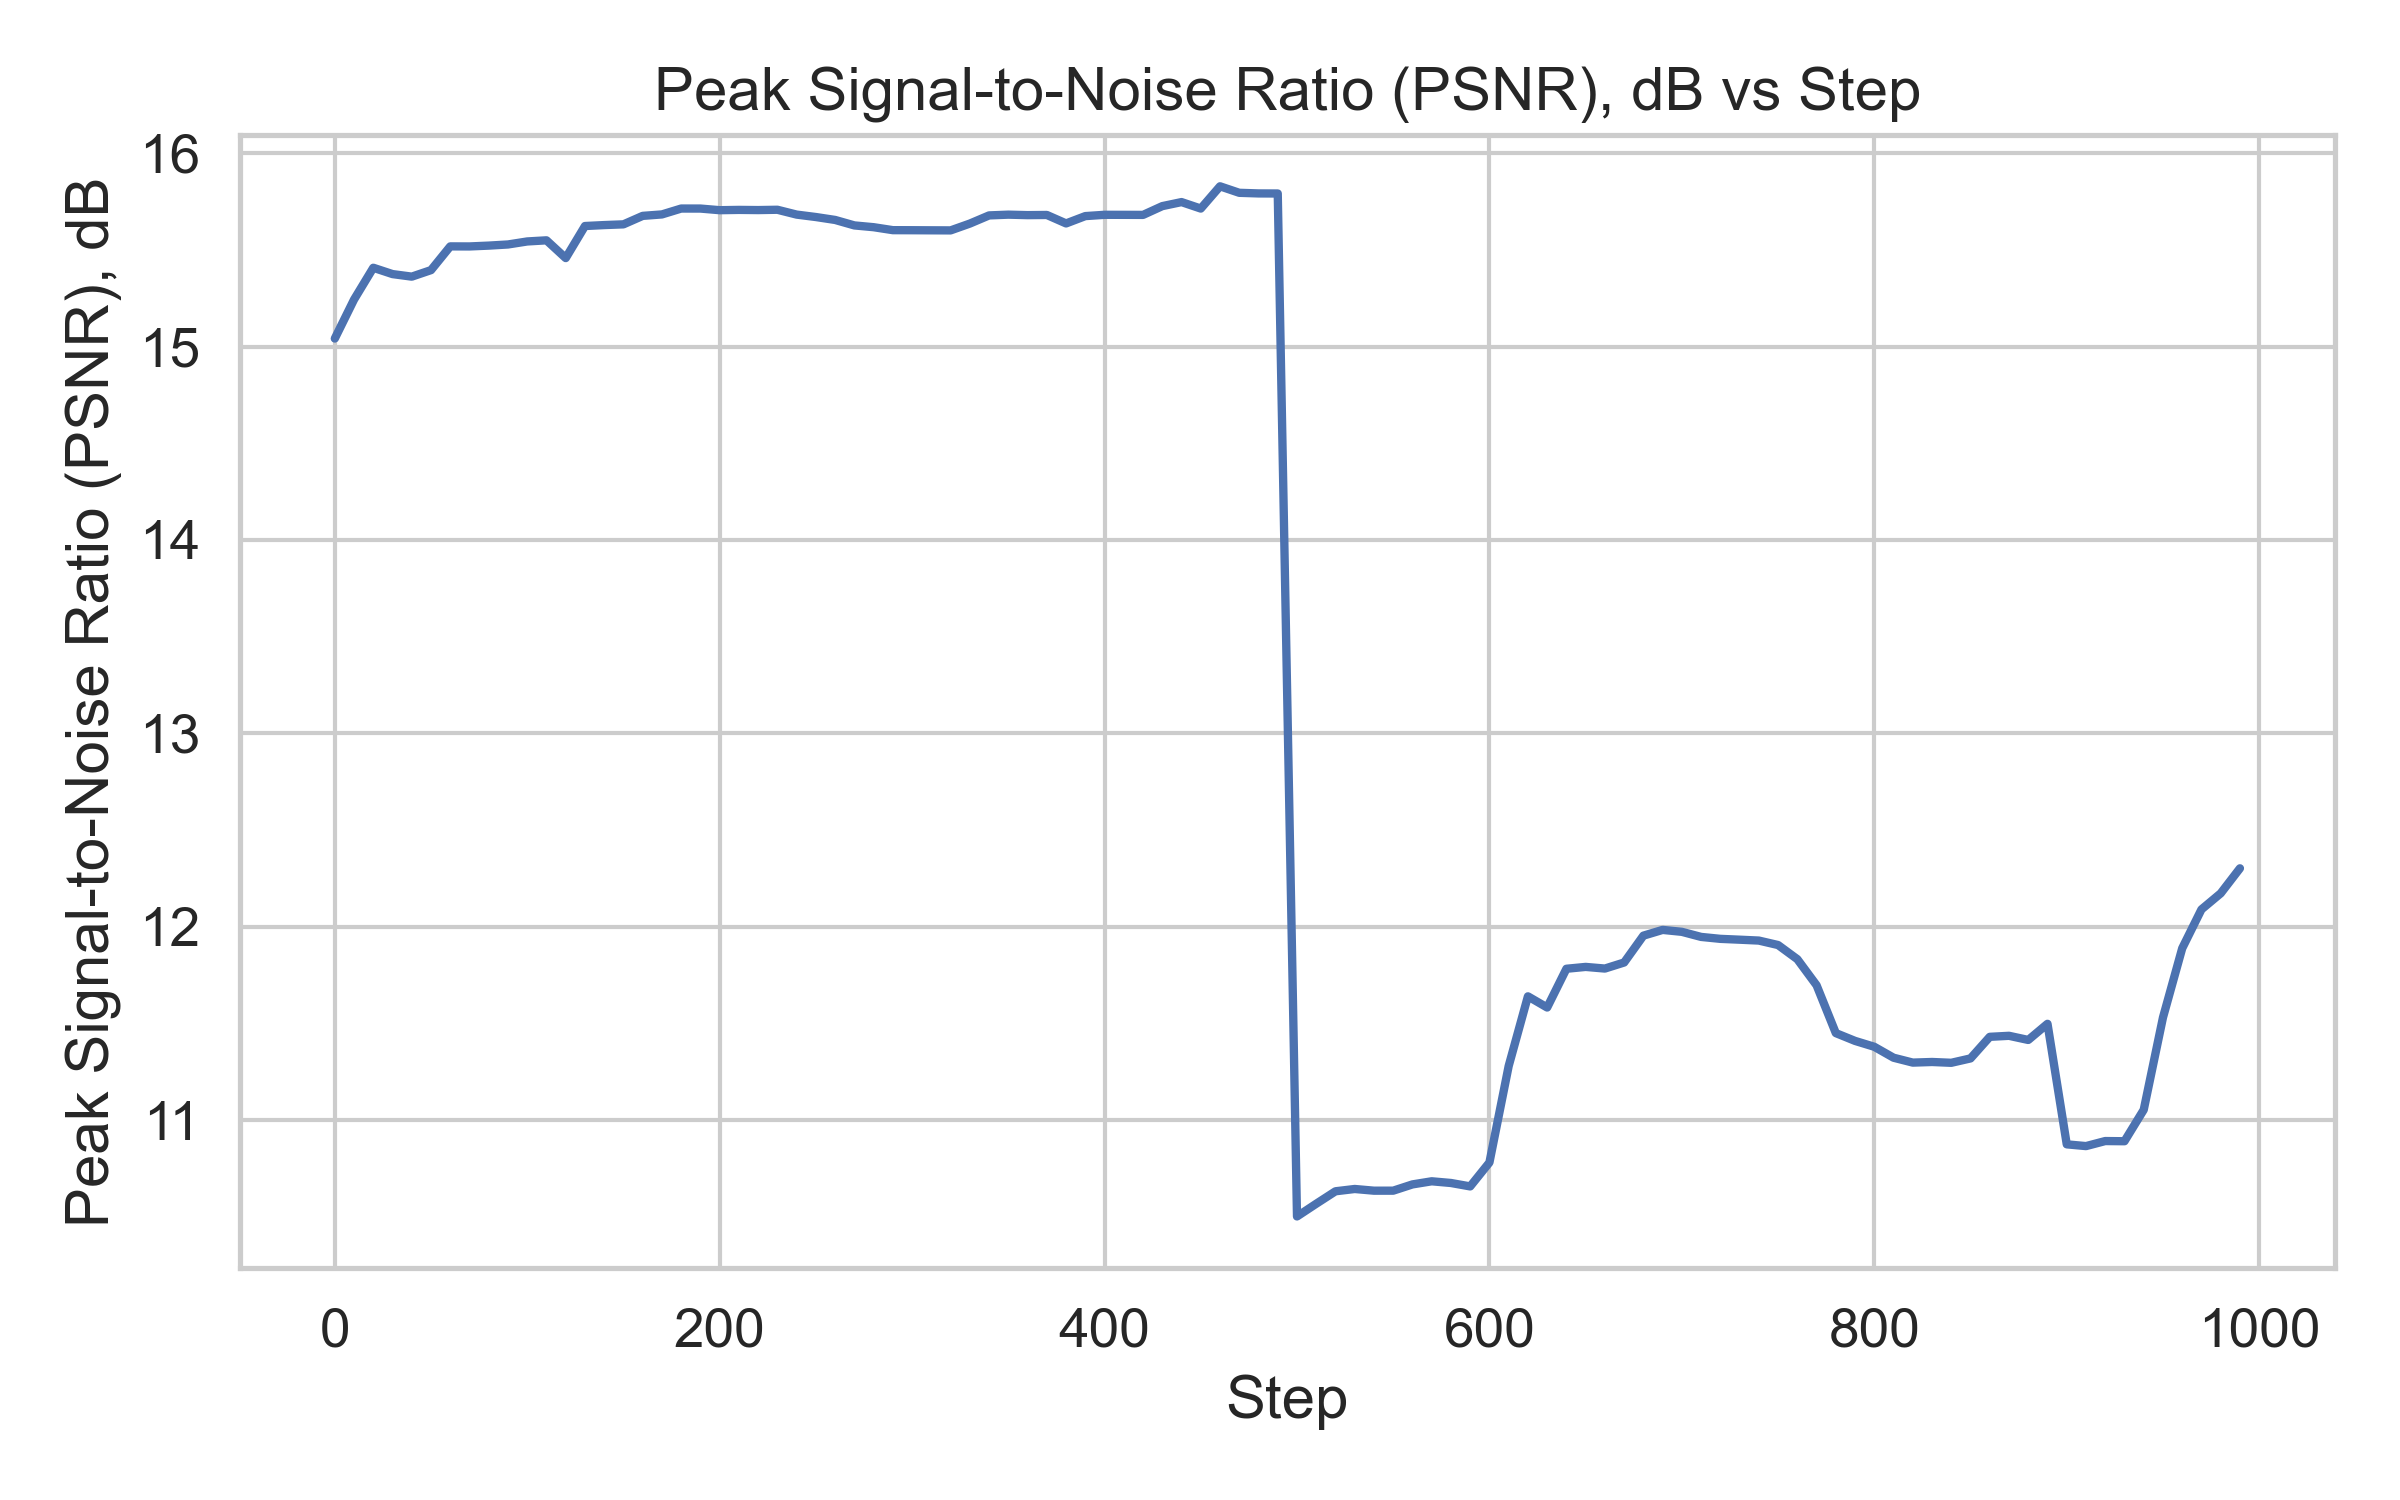 Peak Signal-to-Noise Ratio (PSNR), dB vs Step
Peak Signal-to-Noise Ratio (PSNR), dB
16
15
14
13
12
11
0 200 400 600 800 1000
Step